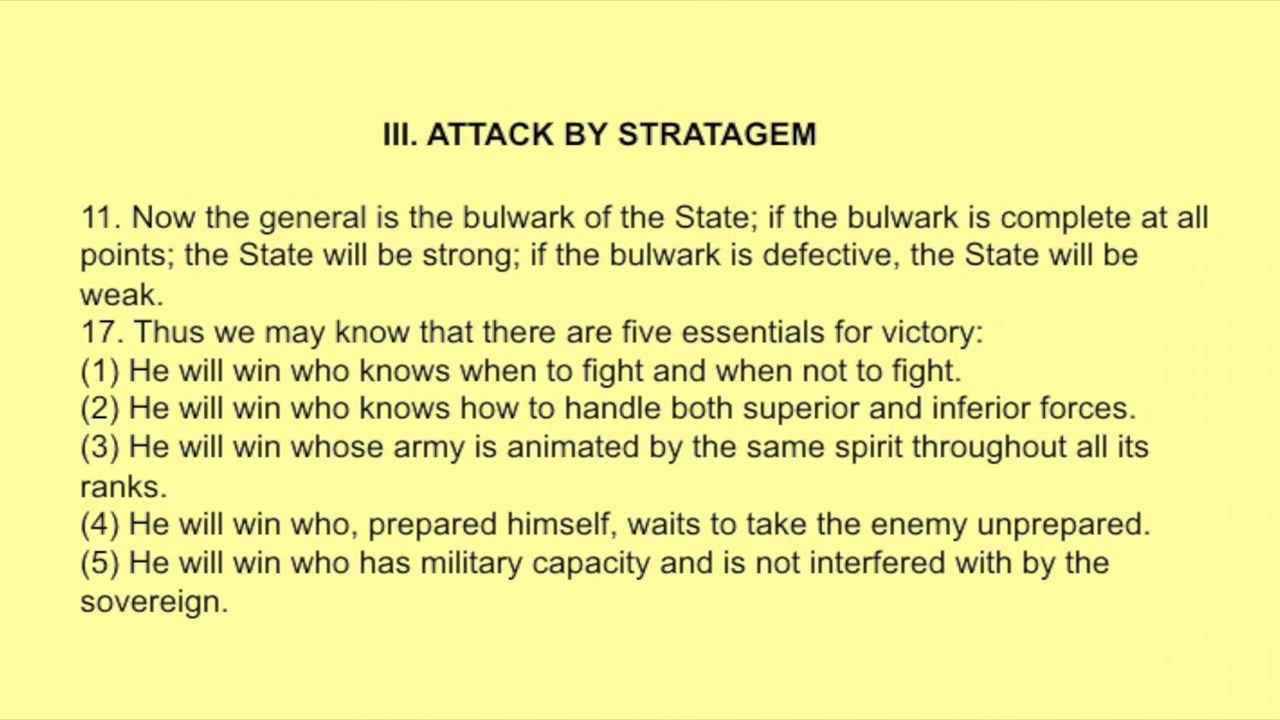 III. ATTACK BY STRATAGEM
11. Now the general is the bulwark of the State; if the bulwark is complete at all
points; the State will be strong; if the bulwark is defective, the State will be
weak.
17. Thus we may know that there are five essentials for victory:
(1) He will win who knows when to fight and when not to fight.
(2) He will win who knows how to handle both superior and inferior forces.
(3) He will win whose army is animated by the same spirit throughout all its
ranks.
(4) He will win who, prepared himself, waits to take the enemy unprepared.
(5) He will win who has military capacity and is not interfered with by the
sovereign.